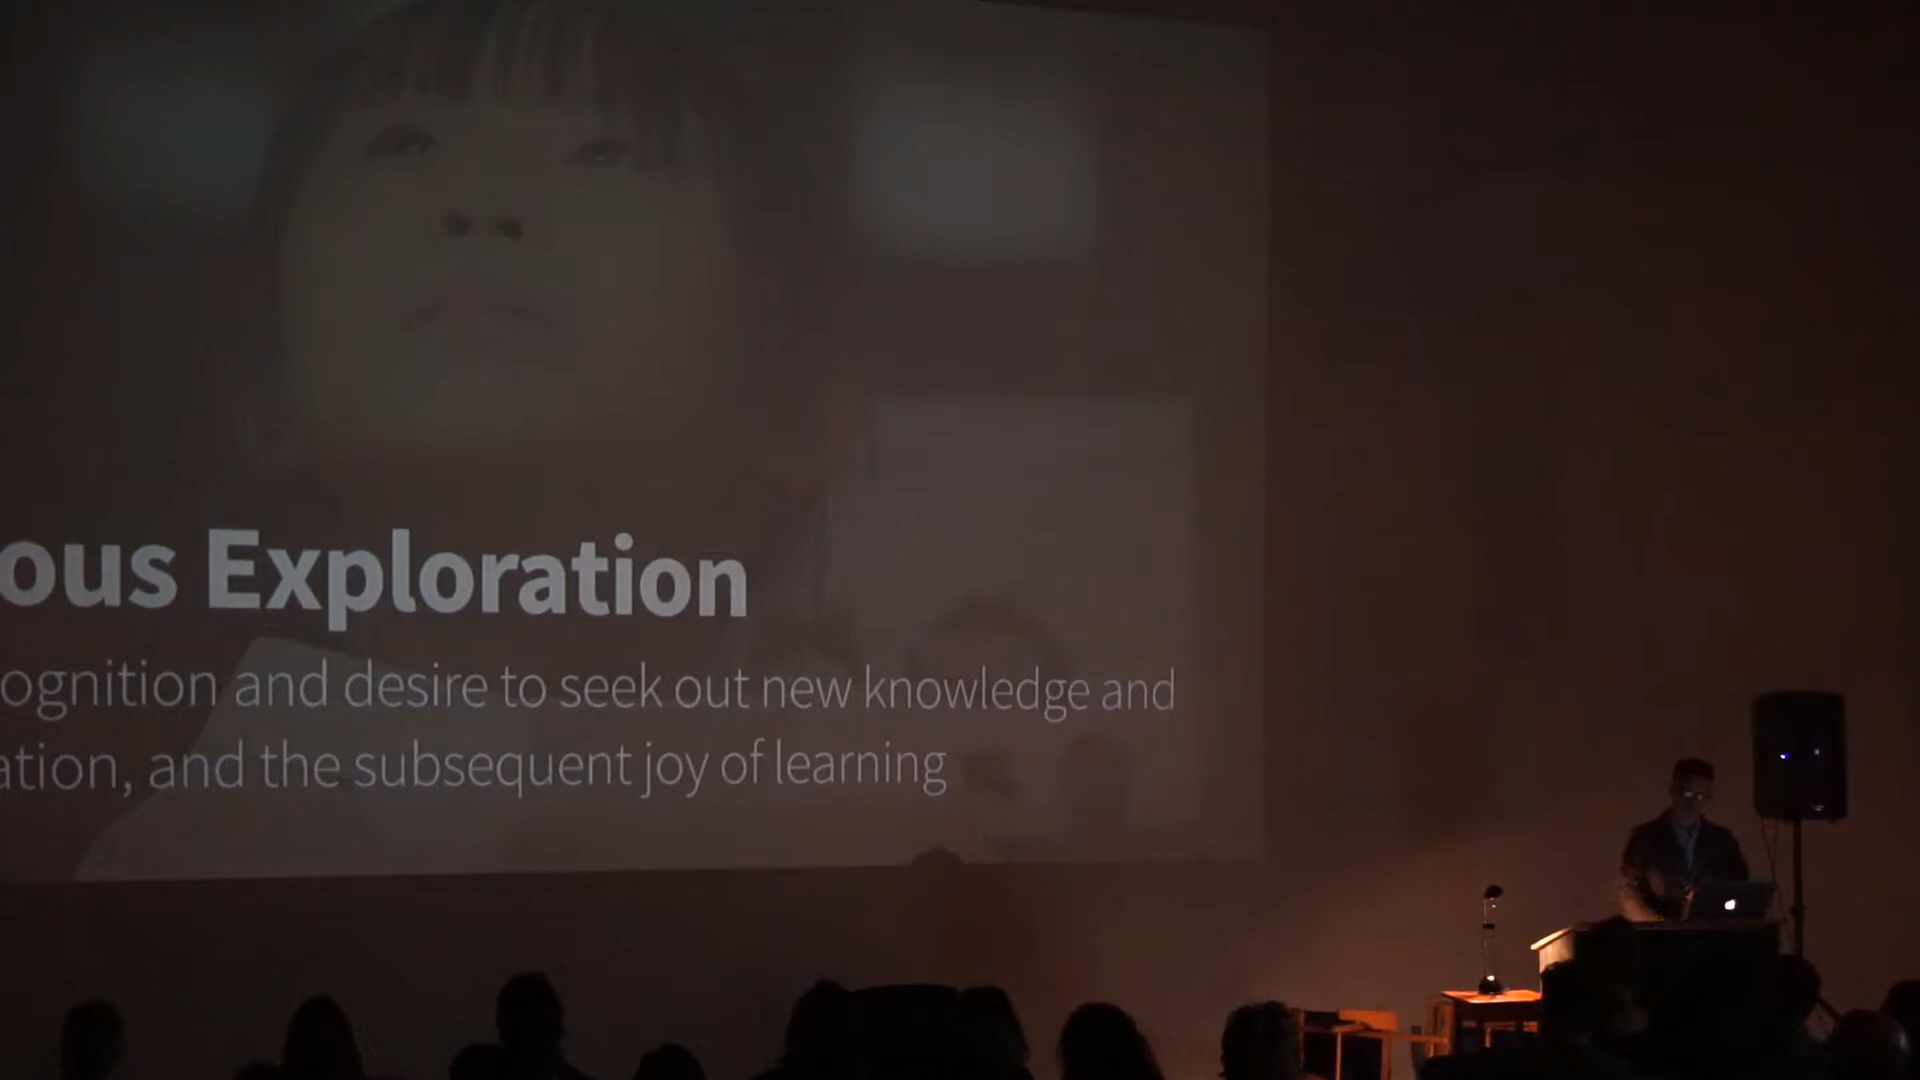 ous Exploration
ognition and desire to seek out new knowledge and
ation, and the subsequent joy of learning